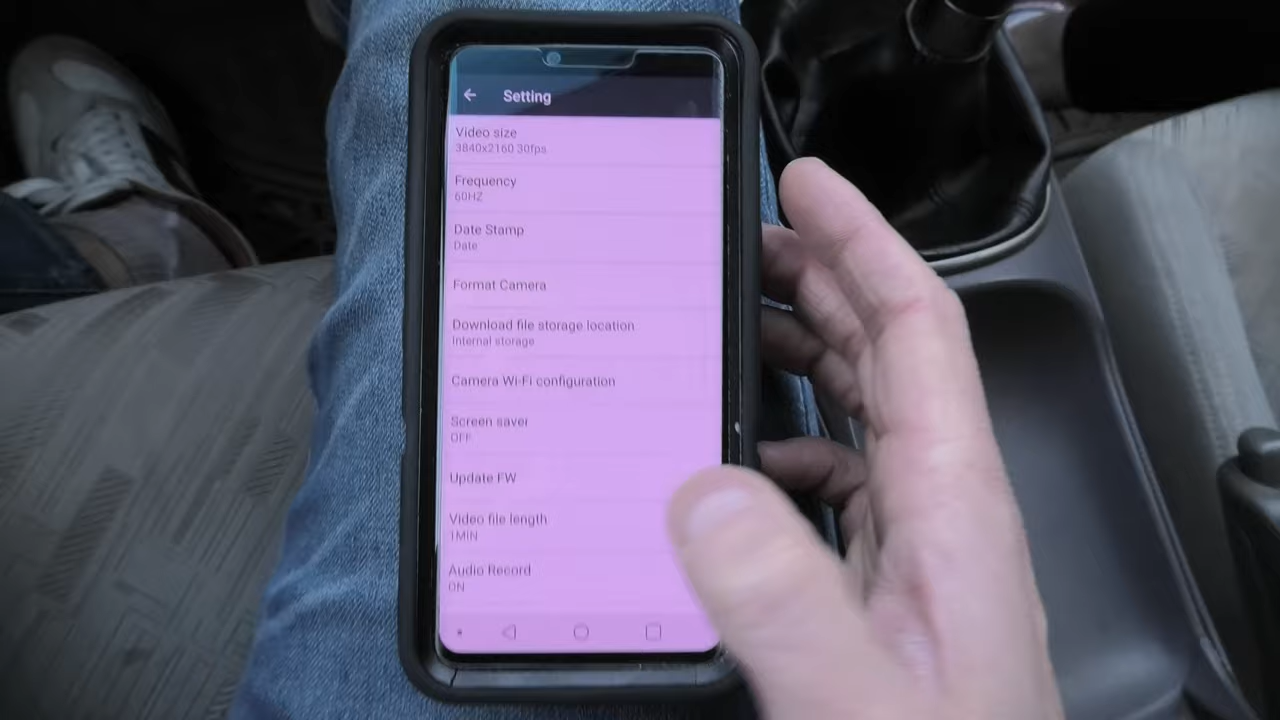 Setting
Video size
3840x2160 30fps
Frequency
60HZ
Date Stamp
Date
Format Camera
Download file storage location
Internal storage
Camera Wi-Fi configuration
Screen saver
OFF
Update FW
Video file length
1MIN
Audio Record
ON